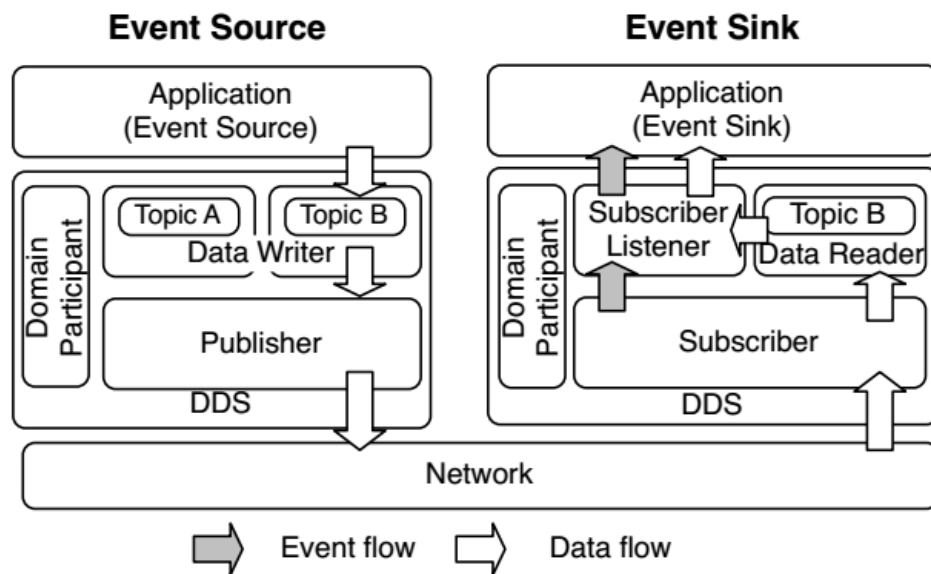 Event Source
Event Sink
Application
(Event Source)
Application
(Event Sink)
Domain
Participant
Topic A
Topic B
Data Writer
Publisher
DDS
Domain
Participant
Subscriber
Listener
Topic B
Data Reader
Subscriber
DDS
Network
Event flow
Data flow